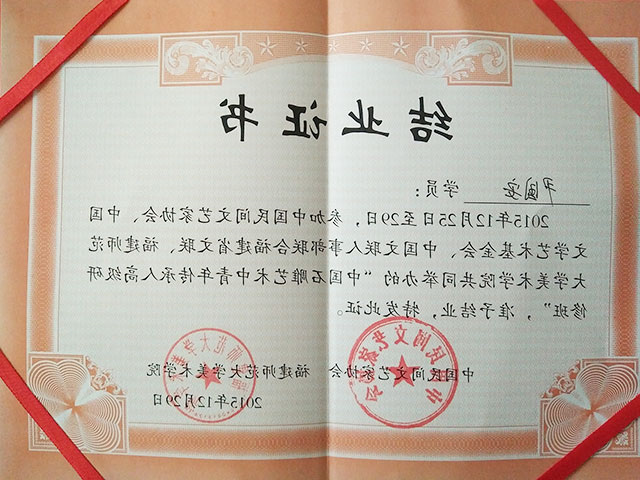 结业证书
学员：
2015年12月25日至29日，参加中国民间文艺家协会、中国
文学艺术基金会、中国文联人事部联合福建省文联、福建师范
大学美术学院共同举办的“中国石雕艺术中青年传承人高级研
修班”，准予结业，特发此证。
中国民间文艺家协会 福建师范大学美术学院
2015年12月29日